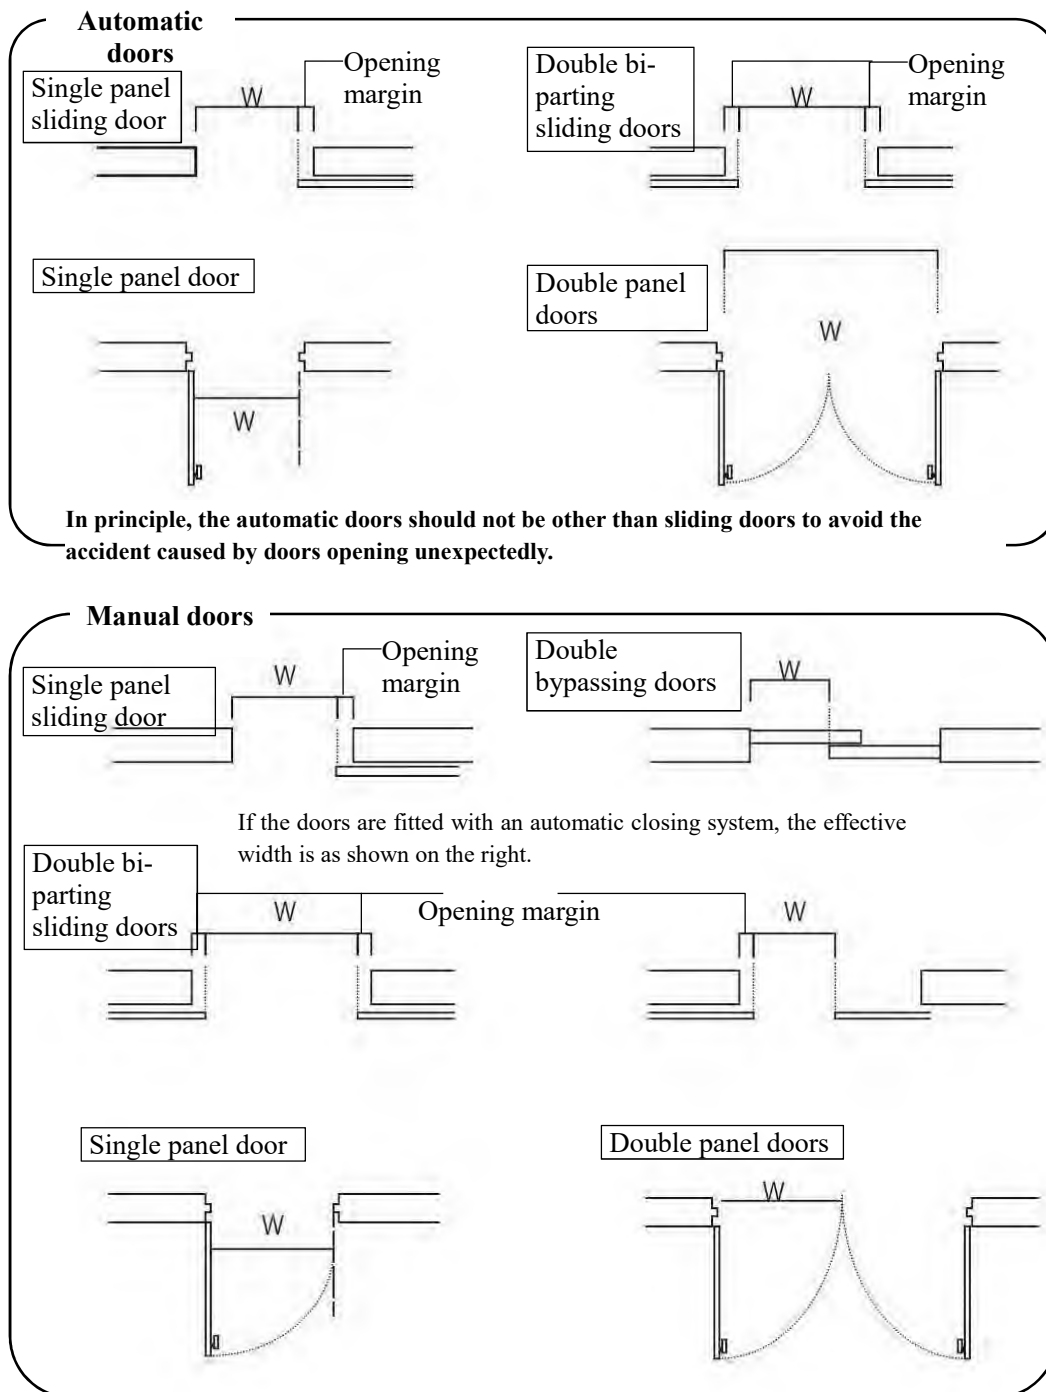 Automatic
doors
Single panel
sliding door
W
Opening
margin
Double bi-
parting
sliding doors
W
Opening
margin
Single panel door
W
Double panel
doors
W
In principle, the automatic doors should not be other than sliding doors to avoid the
accident caused by doors opening unexpectedly.
Manual doors
Single panel
sliding door
W
Opening
margin
Double
bypassing doors
W
If the doors are fitted with an automatic closing system, the effective
width is as shown on the right.
Double bi-
parting
sliding doors
W
Opening margin
W
Single panel door
W
Double panel doors
W